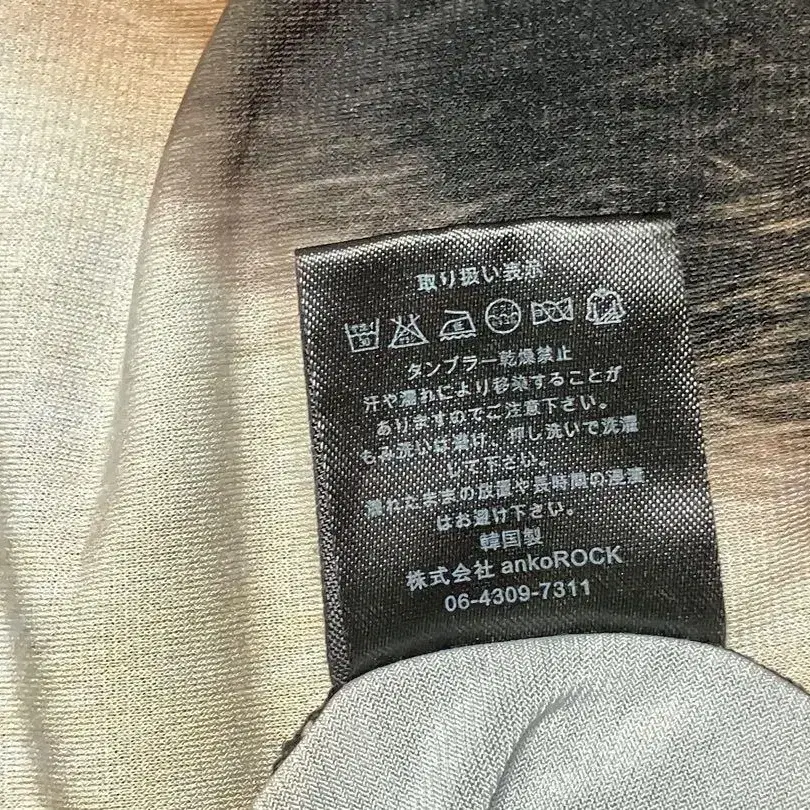 取り扱い表示
タンブラー乾燥禁止
汗や濡れにより移染することが
ありますのでご注意下さい。
もみ洗いは避け、押し洗いで洗濯
して下さい。
濡れたままの放置や長時間の浸漬
はお避け下さい。
韓国製
株式会社 ankoROCK
06-4309-7311